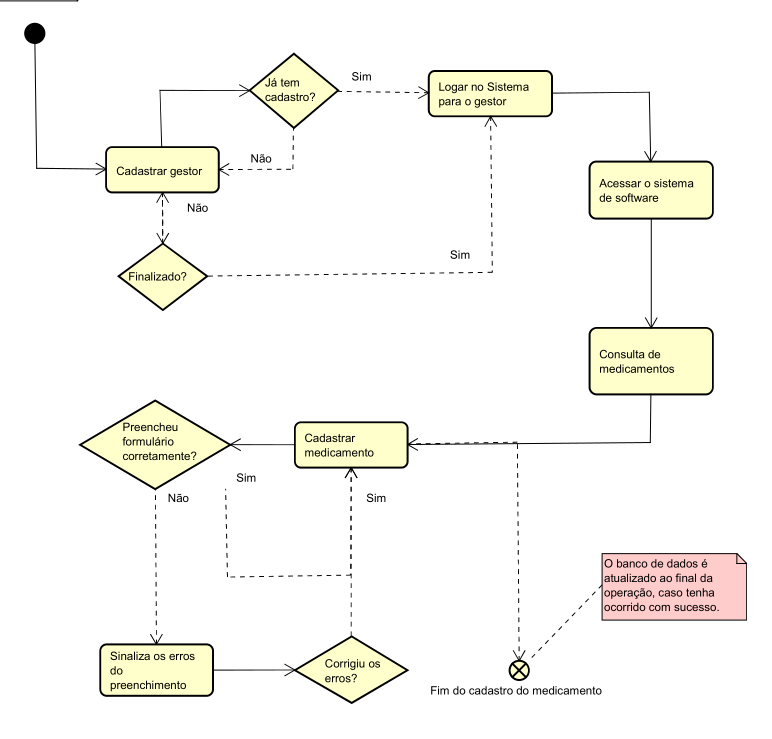 Já tem
cadastro?
Sim
Logar no Sistema
para o gestor
Não
Cadastrar gestor
Acessar o sistema
de software
Não
Sim
Finalizado?
Consulta de
medicamentos
Preencheu
formulário
corretamente?
Cadastrar
medicamento
Sim
Não
Sim
O banco de dados é
atualizado ao final da
operação, caso tenha
ocorrido com sucesso.
Sinaliza os erros
do
preenchimento
Corrigiu os
erros?
Fim do cadastro do medicamento